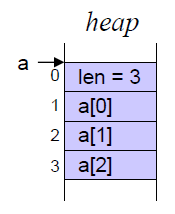 heap
a
0 len = 3
1 a[0]
2 a[1]
3 a[2]